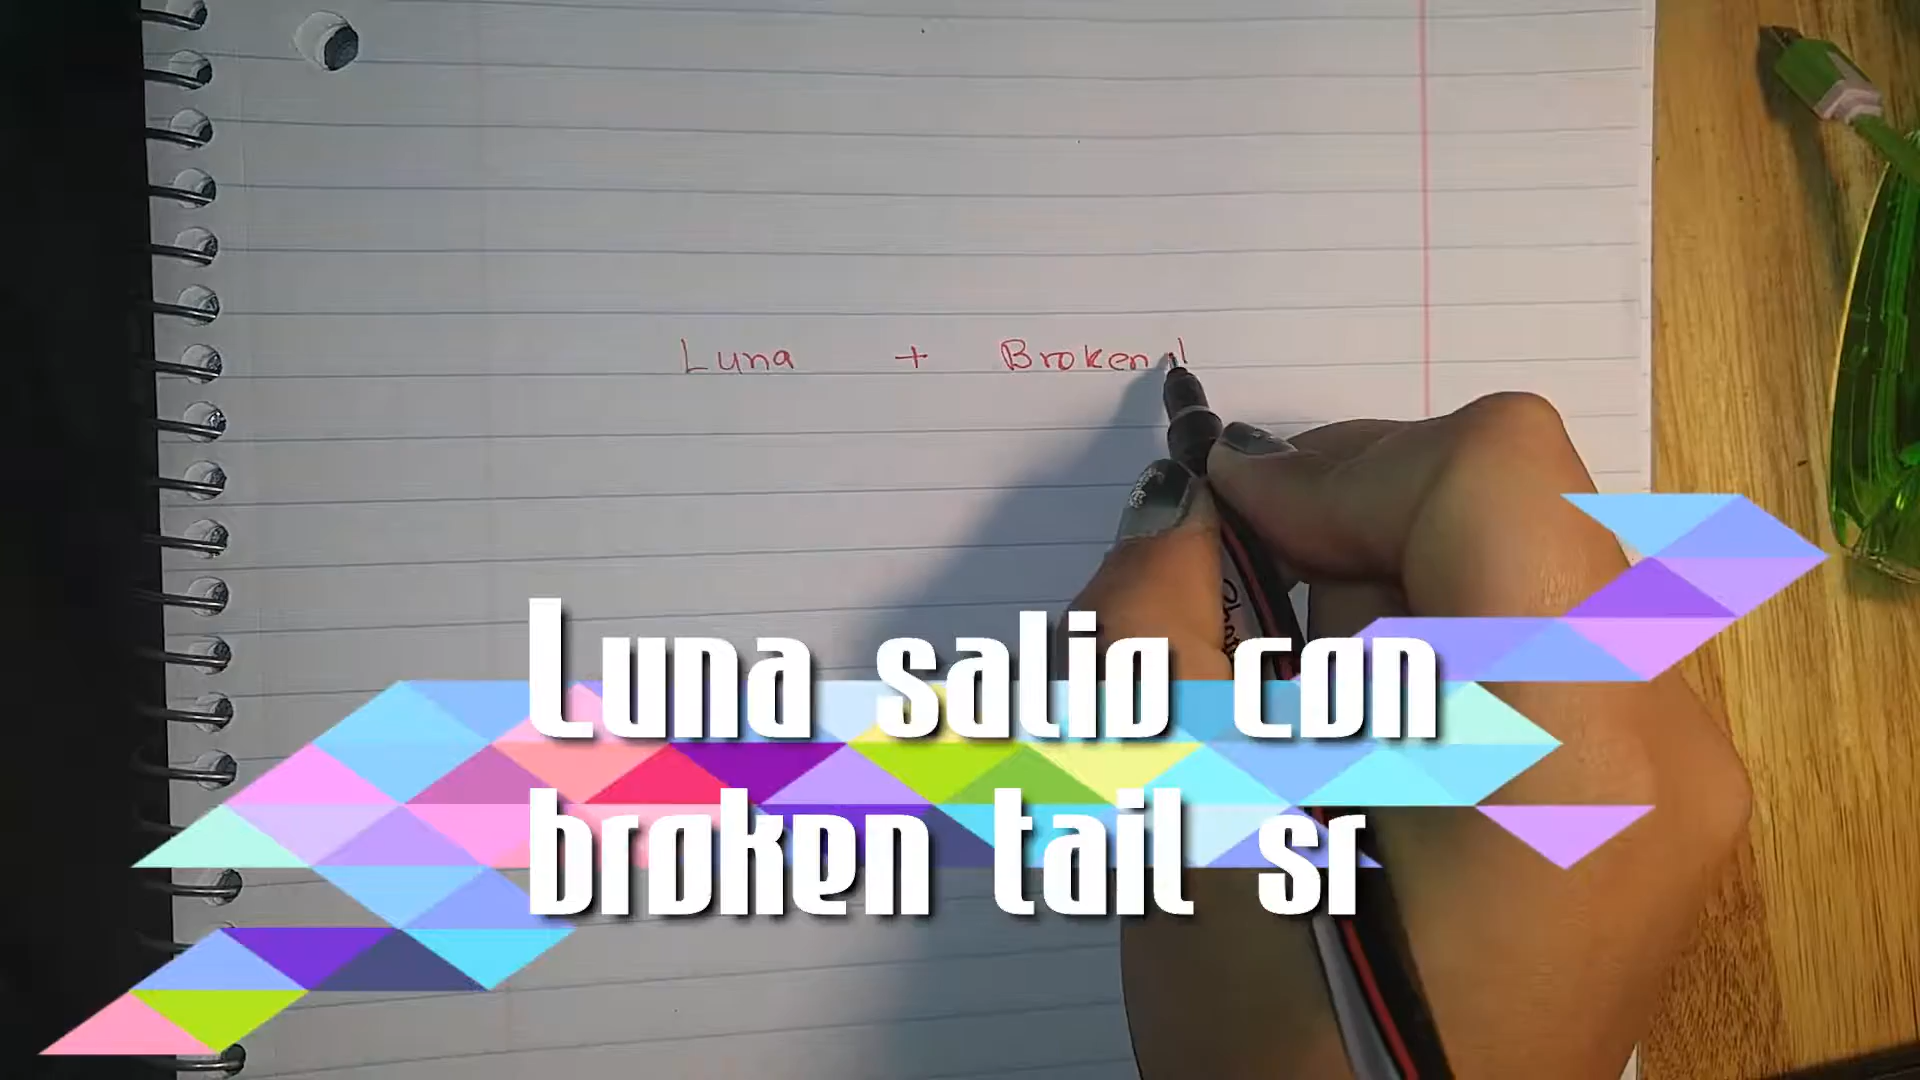 Luna + Broken
Luna salio con
broken tail sr